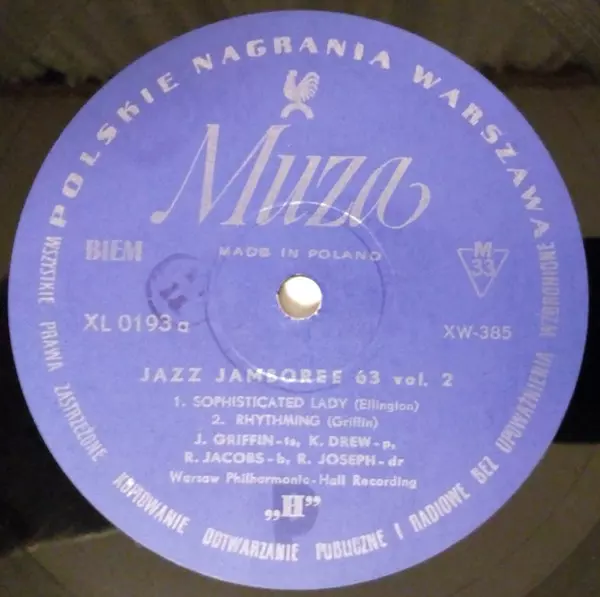 POLSKIE NAGRANIA WARSZAWA
Muza
BIEM
MADE IN POLAND
M
33
XL 0193 a
XW-385
JAZZ JAMBOREE 63 vol. 2
1. SOPHISTICATED LADY (Ellington)
2. RHYTHMING (Griffin)
J. GRIFFIN-ts, K. DREW-p,
R. JACOBS-b, R. JOSEPH-dr
Warsaw Philharmonic-Hall Recording
„H”
WSZYSTKIE PRAWA ZASTRZEŻONE KOPIOWANIE ODTWARZANIE PUBLICZNE I RADIOWE BEZ UPOWAŻNIENIA WZBRONIONE